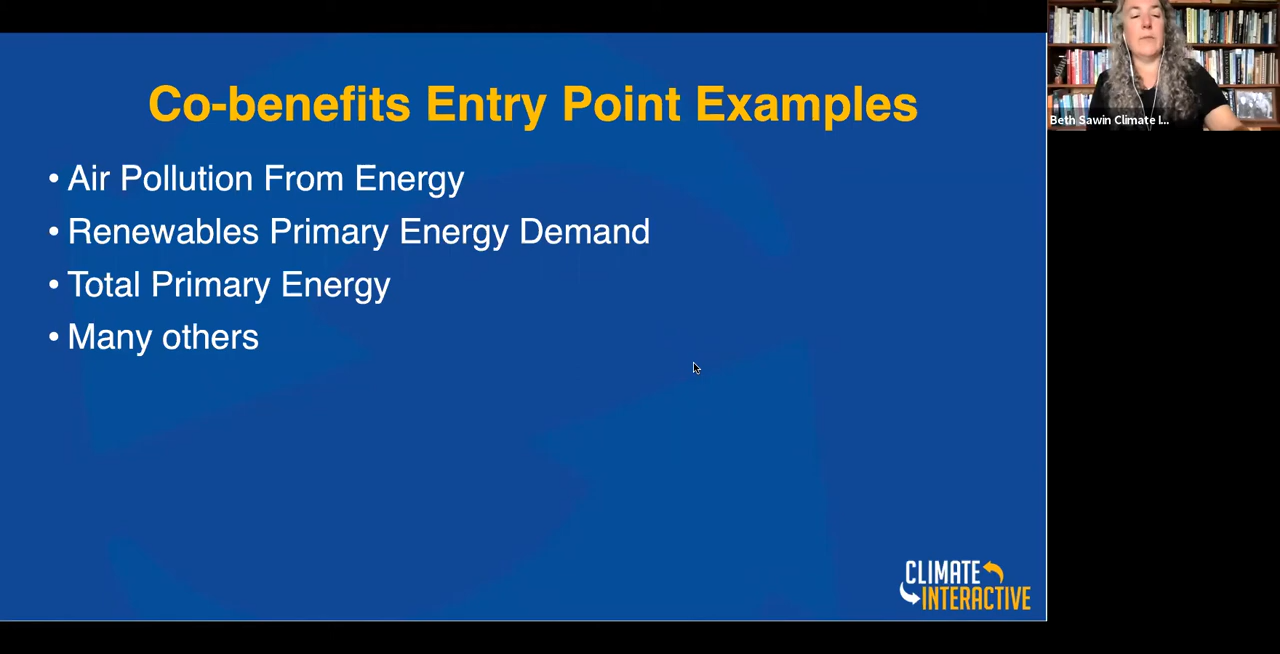 Co-benefits Entry Point Examples
• Air Pollution From Energy
• Renewables Primary Energy Demand
• Total Primary Energy
• Many others
CLIMATE
INTERACTIVE
Beth Sawin Climate I...